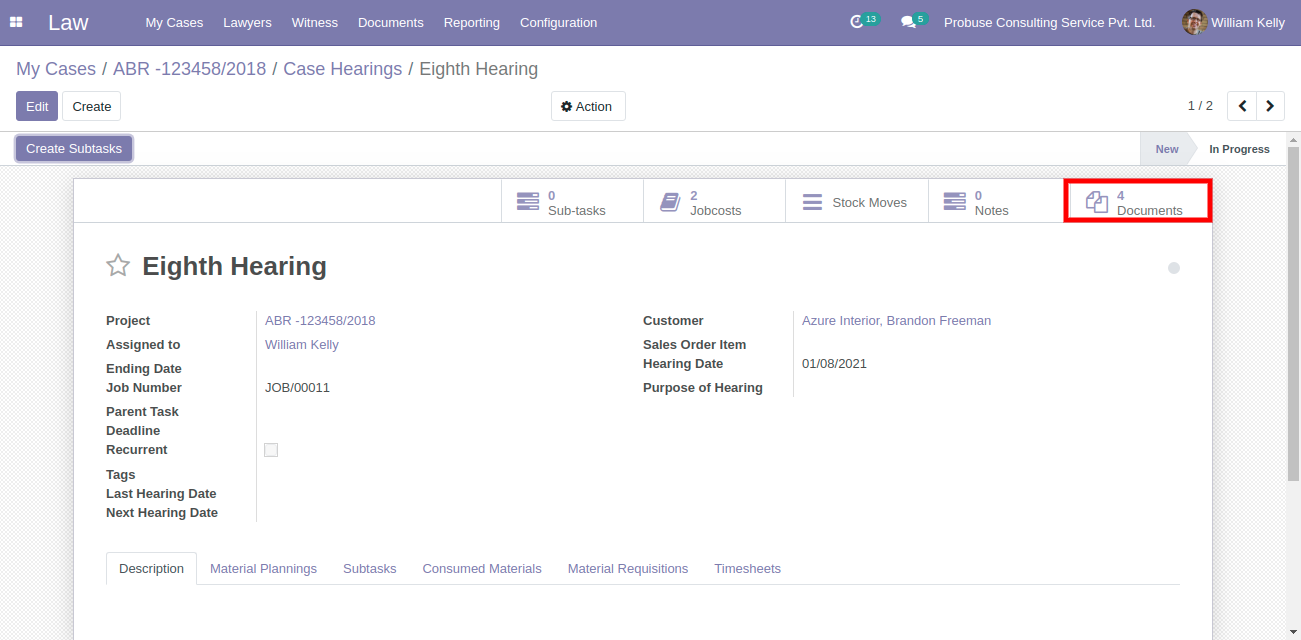 Law My Cases Lawyers Witness Documents Reporting Configuration 13 5 Probuse Consulting Service Pvt. Ltd. William Kelly
My Cases / ABR -123458/2018 / Case Hearings / Eighth Hearing
Edit Create Action 1 / 2
Create Subtasks New In Progress
0 Sub-tasks
2 Jobcosts
Stock Moves
0 Notes
4 Documents
Eighth Hearing
Project ABR -123458/2018
Assigned to William Kelly
Ending Date
Job Number JOB/00011
Parent Task
Deadline
Recurrent
Tags
Last Hearing Date
Next Hearing Date
Customer Azure Interior, Brandon Freeman
Sales Order Item
Hearing Date 01/08/2021
Purpose of Hearing
Description Material Plannings Subtasks Consumed Materials Material Requisitions Timesheets